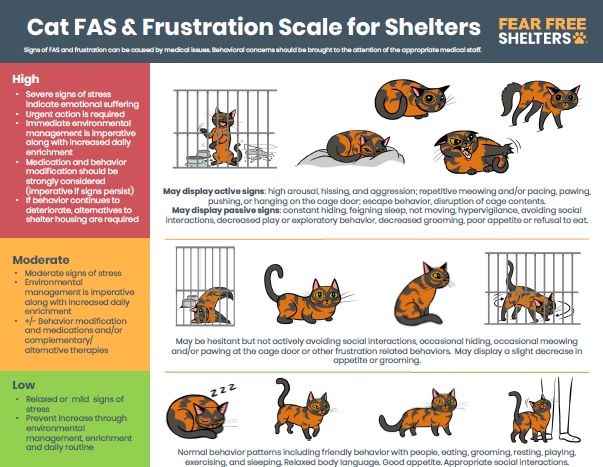 Cat FAS & Frustration Scale for Shelters
FEAR FREE
SHELTERS
Signs of FAS and frustration can be caused by medical issues. Behavioral concerns should be brought to the attention of the appropriate medical staff.
High
• Severe signs of stress
indicate emotional suffering
• Urgent action is required
• Immediate environmental
management is imperative
along with increased daily
enrichment
• Medication and behavior
modification should be
strongly considered
(imperative if signs persist)
• If behavior continues to
deteriorate, alternatives to
shelter housing are required
May display active signs: high arousal, hissing, and aggression; repetitive meowing and/or pacing, pawing,
pushing, or hanging on the cage door; escape behavior, disruption of cage contents.
May display passive signs: constant hiding, feigning sleep, not moving, hypervigilance, avoiding social
interactions, decreased play or exploratory behavior, decreased grooming, poor appetite or refusal to eat.
Moderate
• Moderate signs of stress
• Environmental
management is imperative
along with increased daily
enrichment
• +/- Behavior modification
and medications and/or
complementary/
alternative therapies
May be hesitant but not actively avoiding social interactions, occasional hiding, occasional meowing
and/or pawing at the cage door or other frustration related behaviors. May display a slight decrease in
appetite or grooming.
Low
• Relaxed or mild signs of
stress
• Prevent increase through
environmental
management, enrichment
and daily routine
z z z
Normal behavior patterns including friendly behavior with people, eating, grooming, resting, playing,
exercising, and sleeping. Relaxed body language. Good appetite. Appropriate social interactions.